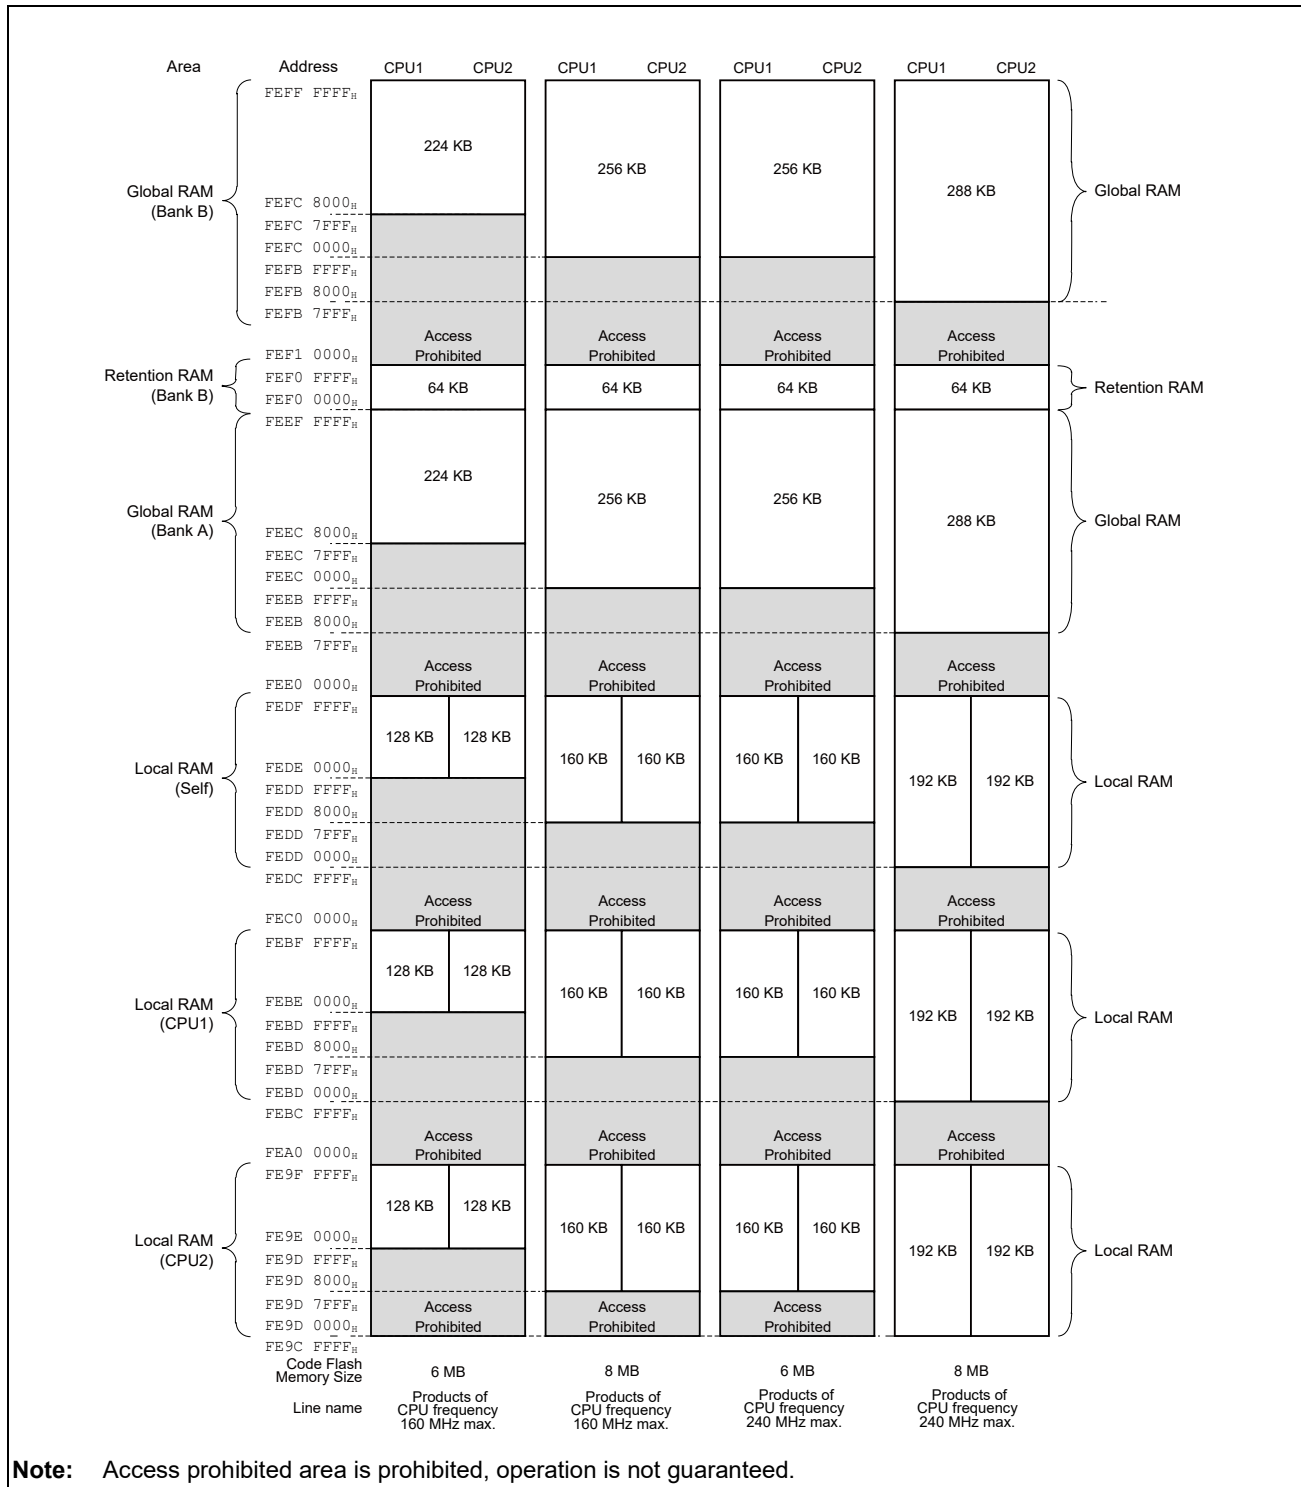 Area Address CPU1 CPU2 CPU1 CPU2 CPU1 CPU2 CPU1 CPU2
FEFF FFFFH
224 KB
256 KB 256 KB
288 KB
Global RAM
(Bank B)
Global RAM
FEFC 8000H
FEFC 7FFFH
FEFC 0000H
FEFB FFFFH
FEFB 8000H
FEFB 7FFFH
Access
Prohibited
Access
Prohibited
Access
Prohibited
Access
Prohibited
FEF1 0000H
Retention RAM
(Bank B)
FEF0 FFFFH
FEF0 0000H
64 KB 64 KB 64 KB 64 KB
Retention RAM
FEEF FFFFH
224 KB
256 KB 256 KB
288 KB
Global RAM
(Bank A)
Global RAM
FEEC 8000H
FEEC 7FFFH
FEEC 0000H
FEEB FFFFH
FEEB 8000H
FEEB 7FFFH
Access
Prohibited
Access
Prohibited
Access
Prohibited
Access
Prohibited
FEE0 0000H
FEDF FFFFH
128 KB 128 KB
160 KB 160 KB 160 KB 160 KB
192 KB 192 KB
Local RAM
(Self)
Local RAM
FEDE 0000H
FEDD FFFFH
FEDD 8000H
FEDD 7FFFH
FEDD 0000H
FEDC FFFFH
Access
Prohibited
Access
Prohibited
Access
Prohibited
Access
Prohibited
FEC0 0000H
FEBF FFFFH
128 KB 128 KB
160 KB 160 KB 160 KB 160 KB
192 KB 192 KB
Local RAM
(CPU1)
Local RAM
FEBE 0000H
FEBD FFFFH
FEBD 8000H
FEBD 7FFFH
FEBD 0000H
FEBC FFFFH
Access
Prohibited
Access
Prohibited
Access
Prohibited
Access
Prohibited
FEA0 0000H
FE9F FFFFH
128 KB 128 KB
160 KB 160 KB 160 KB 160 KB
192 KB 192 KB
Local RAM
(CPU2)
Local RAM
FE9E 0000H
FE9D FFFFH
FE9D 8000H
FE9D 7FFFH
FE9D 0000H
FE9C FFFFH
Access
Prohibited
Access
Prohibited
Access
Prohibited
Code Flash
Memory Size
6 MB 8 MB 6 MB 8 MB
Line name
Products of
CPU frequency
160 MHz max.
Products of
CPU frequency
160 MHz max.
Products of
CPU frequency
240 MHz max.
Products of
CPU frequency
240 MHz max.
Note: Access prohibited area is prohibited, operation is not guaranteed.